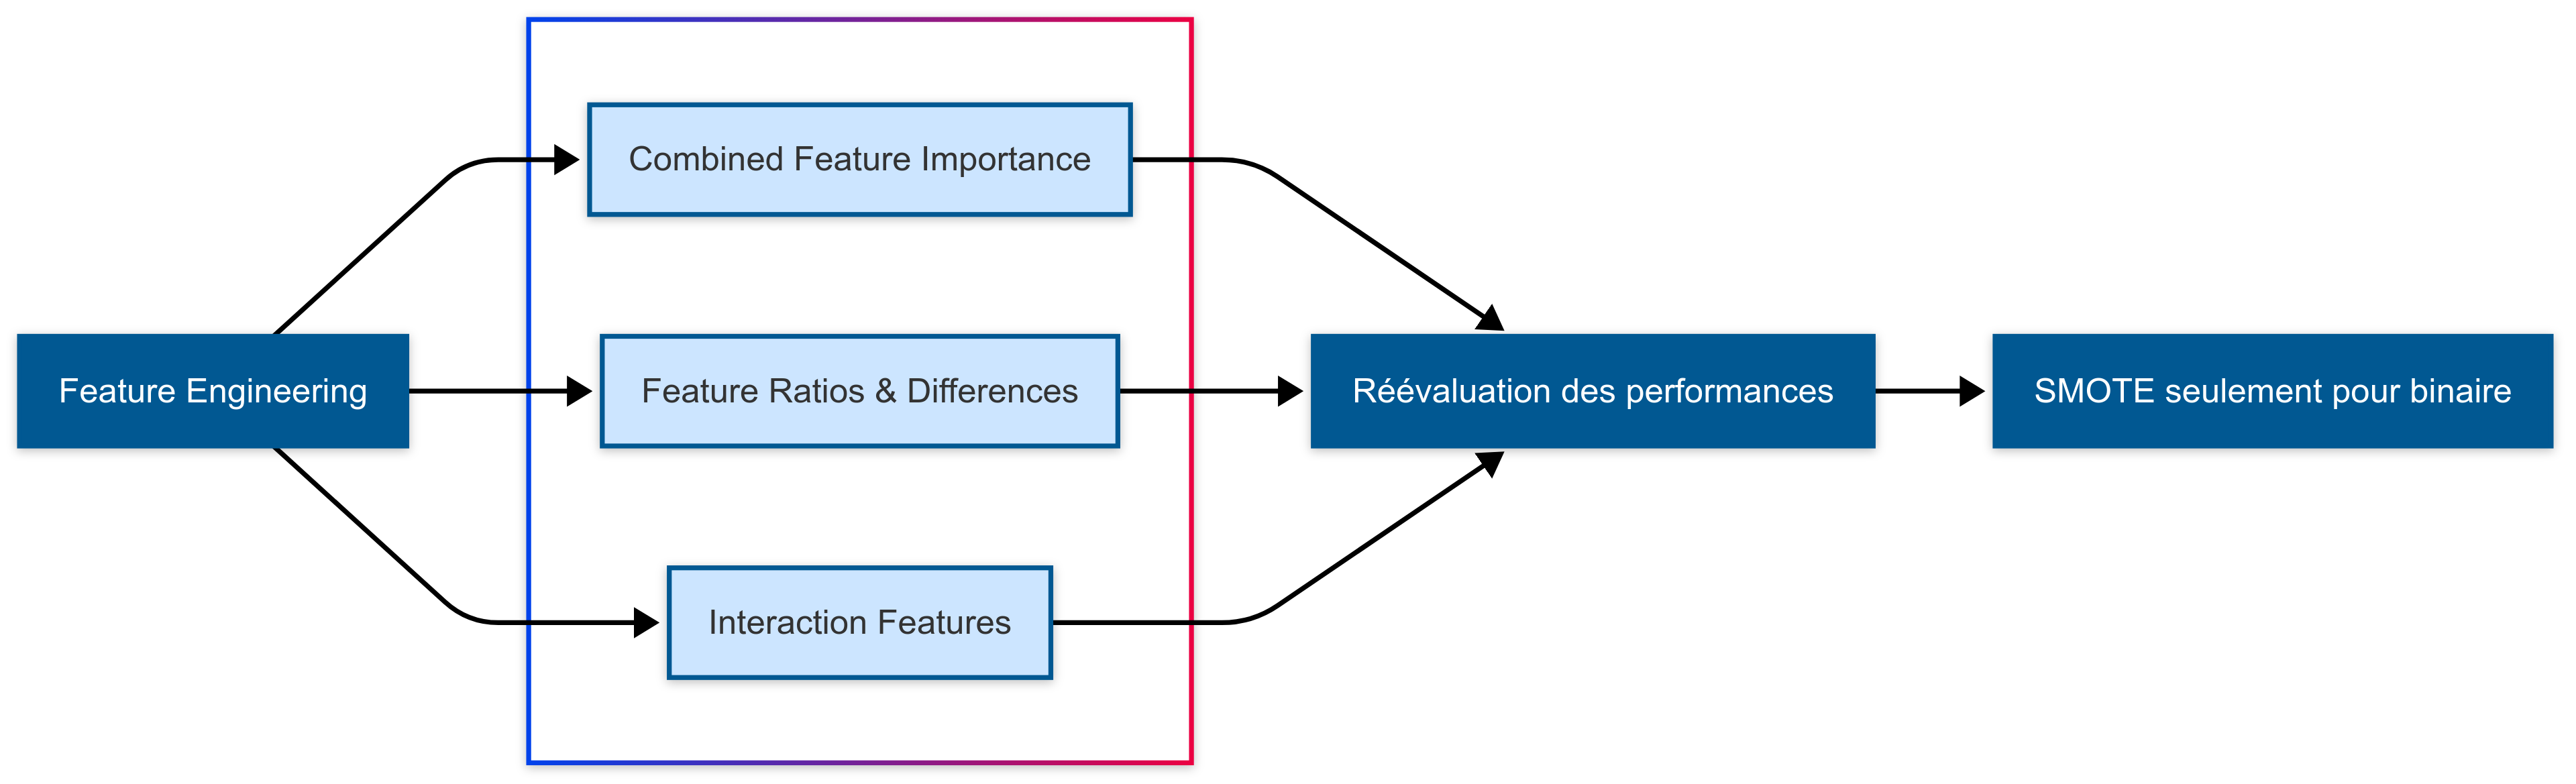 Feature Engineering
Combined Feature Importance
Feature Ratios & Differences
Interaction Features
Réévaluation des performances
SMOTE seulement pour binaire